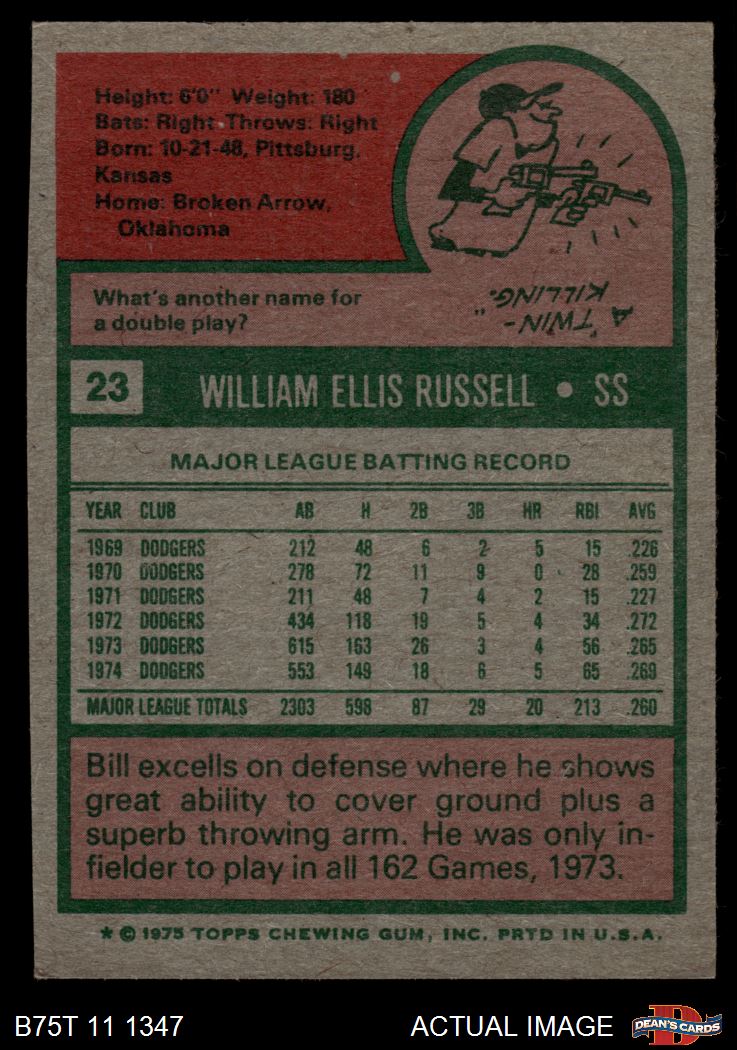 Height: 6'0" Weight: 180
Bats: Right Throws: Right
Born: 10-21-48, Pittsburg,
Kansas
Home: Broken Arrow,
Oklahoma
What's another name for
a double play?
A "TWIN-
KILLING."
23 WILLIAM ELLIS RUSSELL • SS
MAJOR LEAGUE BATTING RECORD
YEAR CLUB AB H 2B 3B HR RBI AVG
1969 DODGERS 212 48 6 2 5 15 .226
1970 DODGERS 278 72 11 9 0 28 .259
1971 DODGERS 211 48 7 4 2 15 .227
1972 DODGERS 434 118 19 5 4 34 .272
1973 DODGERS 615 163 26 3 4 56 .265
1974 DODGERS 553 149 18 6 5 65 .269
MAJOR LEAGUE TOTALS 2303 598 87 29 20 213 .260
Bill excells on defense where he shows
great ability to cover ground plus a
superb throwing arm. He was only in-
fielder to play in all 162 Games, 1973.
* © 1975 TOPPS CHEWING GUM, INC. PRTD IN U.S.A.
B75T 11 1347 ACTUAL IMAGE D DEAN'S CARDS